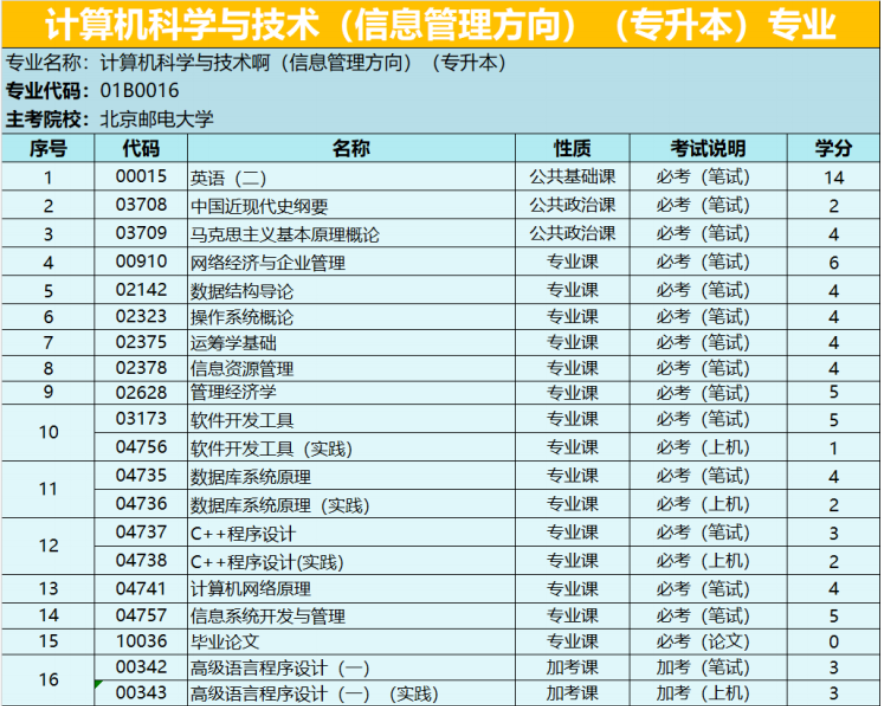 计算机科学与技术（信息管理方向）（专升本）专业
专业名称：计算机科学与技术啊（信息管理方向）（专升本）
专业代码：01B0016
主考院校：北京邮电大学
序号 代码 名称 性质 考试说明 学分
1 00015 英语（二） 公共基础课 必考（笔试） 14
2 03708 中国近现代史纲要 公共政治课 必考（笔试） 2
3 03709 马克思主义基本原理概论 公共政治课 必考（笔试） 4
4 00910 网络经济与企业管理 专业课 必考（笔试） 6
5 02142 数据结构导论 专业课 必考（笔试） 4
6 02323 操作系统概论 专业课 必考（笔试） 4
7 02375 运筹学基础 专业课 必考（笔试） 4
8 02378 信息资源管理 专业课 必考（笔试） 4
9 02628 管理经济学 专业课 必考（笔试） 5
10 03173 软件开发工具 专业课 必考（笔试） 5
04756 软件开发工具（实践） 专业课 必考（上机） 1
11 04735 数据库系统原理 专业课 必考（笔试） 4
04736 数据库系统原理（实践） 专业课 必考（上机） 2
12 04737 C++程序设计 专业课 必考（笔试） 3
04738 C++程序设计(实践) 专业课 必考（上机） 2
13 04741 计算机网络原理 专业课 必考（笔试） 4
14 04757 信息系统开发与管理 专业课 必考（笔试） 5
15 10036 毕业论文 专业课 必考（论文） 0
16 00342 高级语言程序设计（一） 加考课 加考（笔试） 3
00343 高级语言程序设计（一）（实践） 加考课 加考（上机） 3